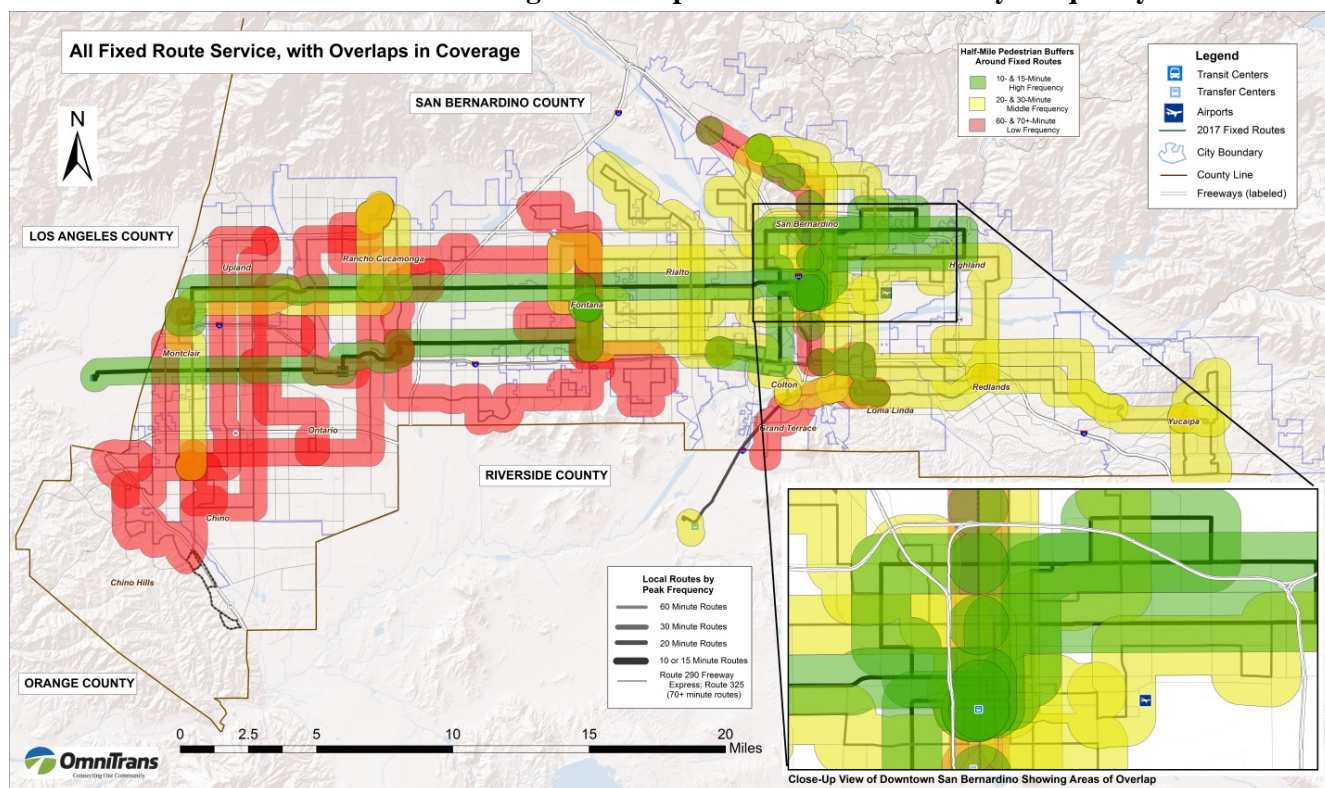 All Fixed Route Service, with Overlaps in Coverage
N
SAN BERNARDINO COUNTY
LOS ANGELES COUNTY
RIVERSIDE COUNTY
ORANGE COUNTY
Half-Mile Pedestrian Buffers
Around Fixed Routes
10- & 15-Minute
High Frequency
20- & 30-Minute
Middle Frequency
60- & 70+-Minute
Low Frequency
Legend
Transit Centers
Transfer Centers
Airports
2017 Fixed Routes
City Boundary
County Line
Freeways (labeled)
Upland
Rancho Cucamonga
Rialto
San Bernardino
Highland
Fontana
Montclair
Colton
Redlands
Loma Linda
Yucaipa
Ontario
Grand Terrace
Chino
Chino Hills
Local Routes by
Peak Frequency
60 Minute Routes
30 Minute Routes
20 Minute Routes
10 or 15 Minute Routes
Route 290 Freeway
Express; Route 325
(70+ minute routes)
0 2.5 5 10 15 20
Miles
OmniTrans
Connecting Our Community
Close-Up View of Downtown San Bernardino Showing Areas of Overlap